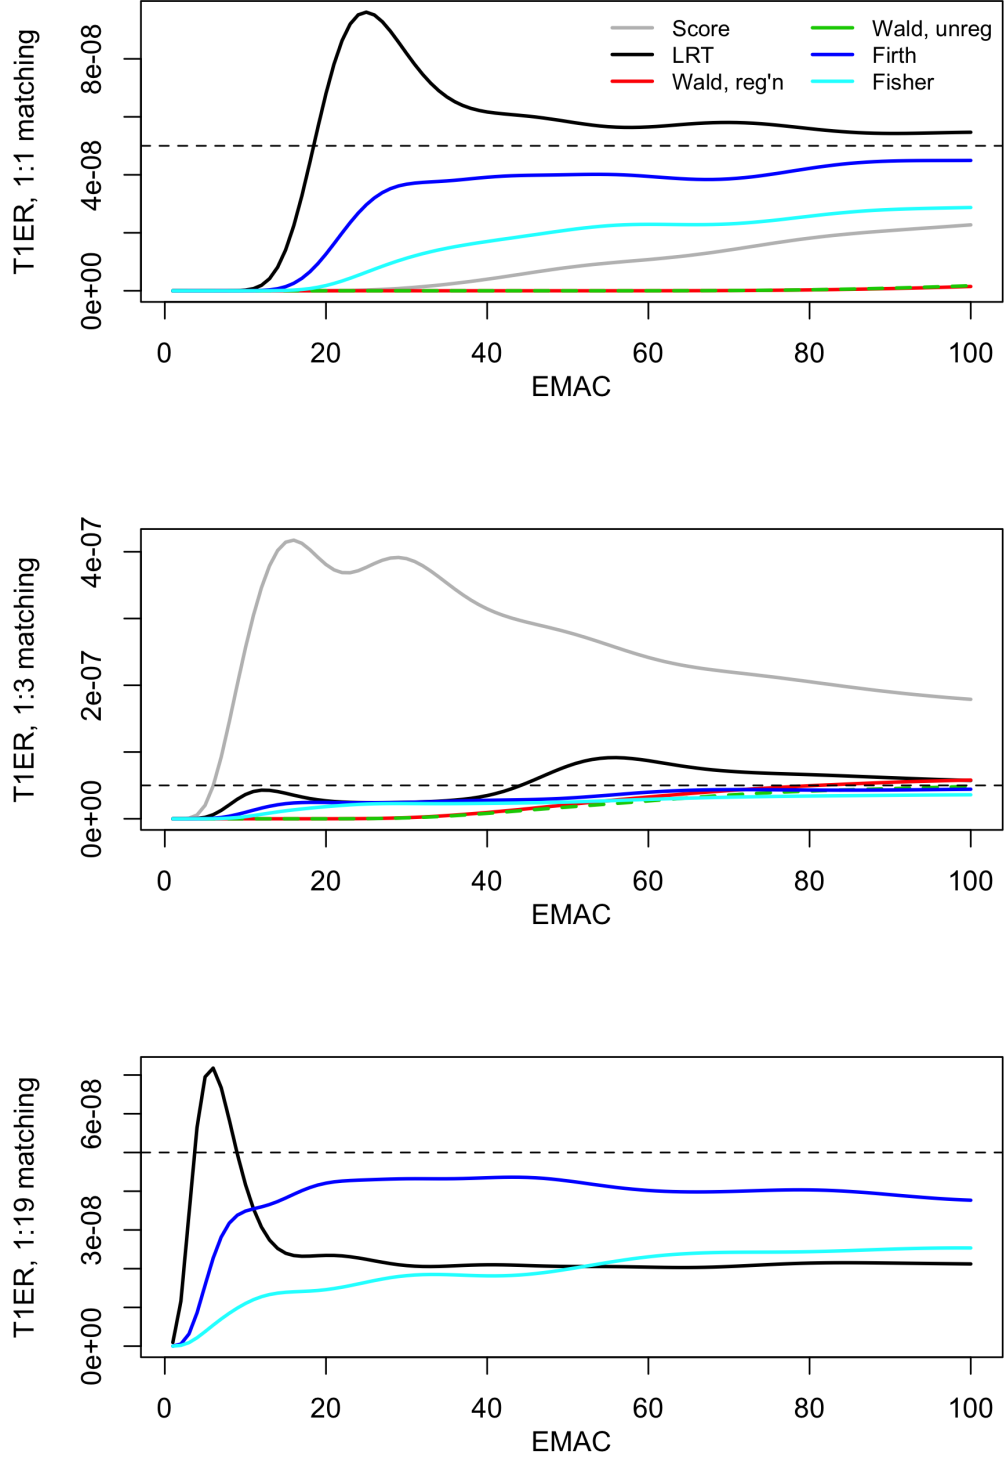 T1ER, 1:1 matching
8e-08
4e-08
0e+00
Score
LRT
Wald, reg'n
Wald, unreg
Firth
Fisher
0 20 40 60 80 100
EMAC
T1ER, 1:3 matching
4e-07
2e-07
0e+00
0 20 40 60 80 100
EMAC
T1ER, 1:19 matching
6e-08
3e-08
0e+00
0 20 40 60 80 100
EMAC